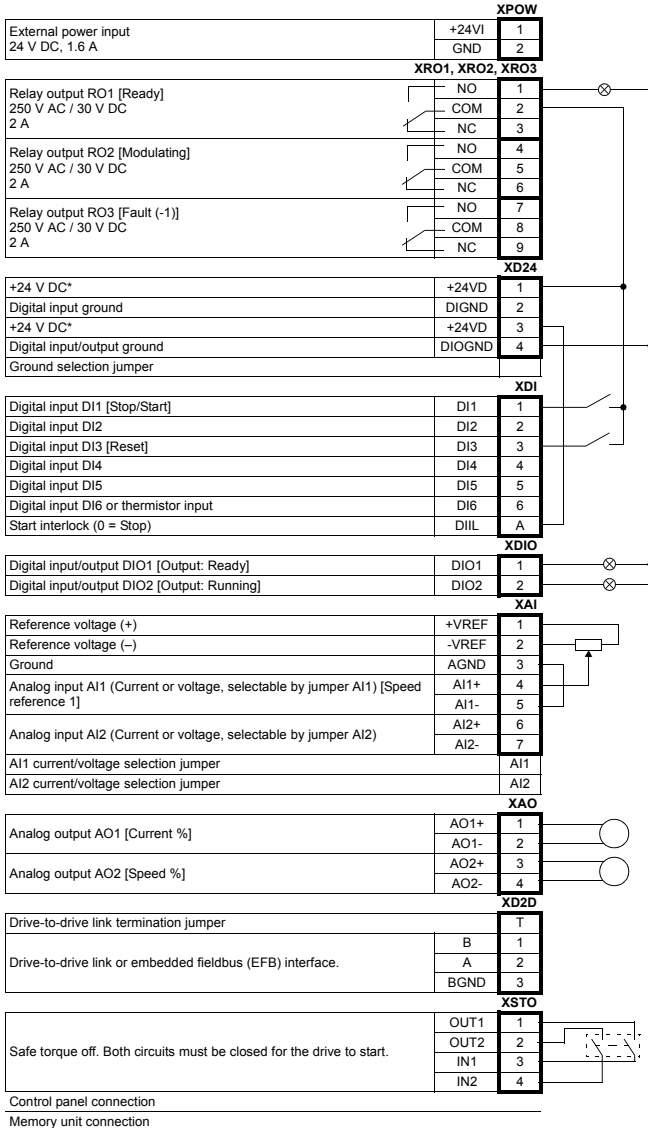 XPOW
External power input
24 V DC, 1.6 A
+24VI 1
GND 2
XRO1, XRO2, XRO3
Relay output RO1 [Ready]
250 V AC / 30 V DC
2 A
NO 1
COM 2
NC 3
Relay output RO2 [Modulating]
250 V AC / 30 V DC
2 A
NO 4
COM 5
NC 6
Relay output RO3 [Fault (-1)]
250 V AC / 30 V DC
2 A
NO 7
COM 8
NC 9
XD24
+24 V DC* +24VD 1
Digital input ground DIGND 2
+24 V DC* +24VD 3
Digital input/output ground DIOGND 4
Ground selection jumper
XDI
Digital input DI1 [Stop/Start] DI1 1
Digital input DI2 DI2 2
Digital input DI3 [Reset] DI3 3
Digital input DI4 DI4 4
Digital input DI5 DI5 5
Digital input DI6 or thermistor input DI6 6
Start interlock (0 = Stop) DIIL A
XDIO
Digital input/output DIO1 [Output: Ready] DIO1 1
Digital input/output DIO2 [Output: Running] DIO2 2
XAI
Reference voltage (+) +VREF 1
Reference voltage (–) -VREF 2
Ground AGND 3
Analog input AI1 (Current or voltage, selectable by jumper AI1) [Speed
reference 1]
AI1+ 4
AI1- 5
Analog input AI2 (Current or voltage, selectable by jumper AI2)
AI2+ 6
AI2- 7
AI1 current/voltage selection jumper AI1
AI2 current/voltage selection jumper AI2
XAO
Analog output AO1 [Current %]
AO1+ 1
AO1- 2
Analog output AO2 [Speed %]
AO2+ 3
AO2- 4
XD2D
Drive-to-drive link termination jumper T
Drive-to-drive link or embedded fieldbus (EFB) interface.
B 1
A 2
BGND 3
XSTO
Safe torque off. Both circuits must be closed for the drive to start.
OUT1 1
OUT2 2
IN1 3
IN2 4
Control panel connection
Memory unit connection